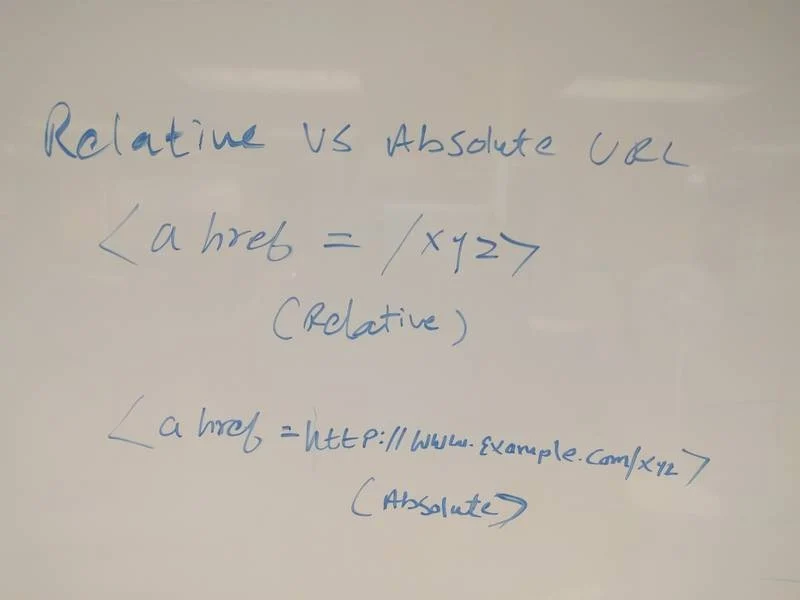 Relative VS Absolute URL
<a href = /xyz>
(Relative)
<a href = http://www.example.com/xyz>
(Absolute)